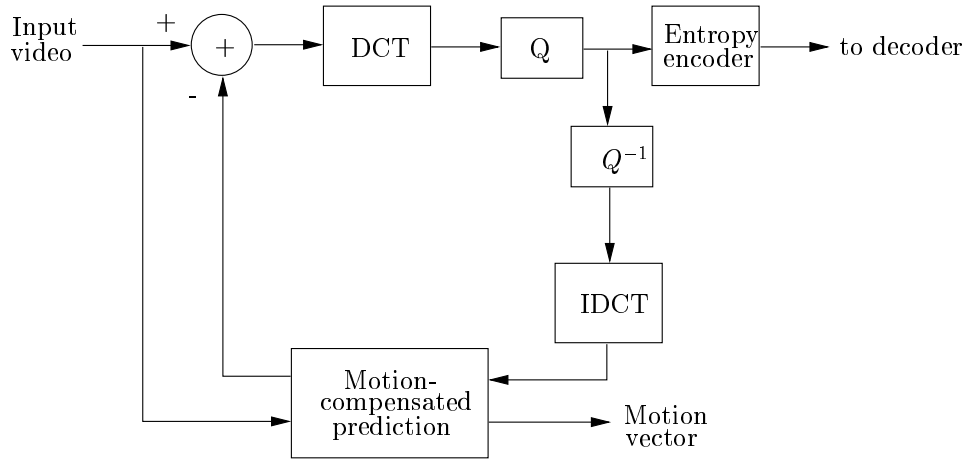 Input
video
+
+
-
DCT
Q
Entropy
encoder
to decoder
Q⁻¹
IDCT
Motion-
compensated
prediction
Motion
vector